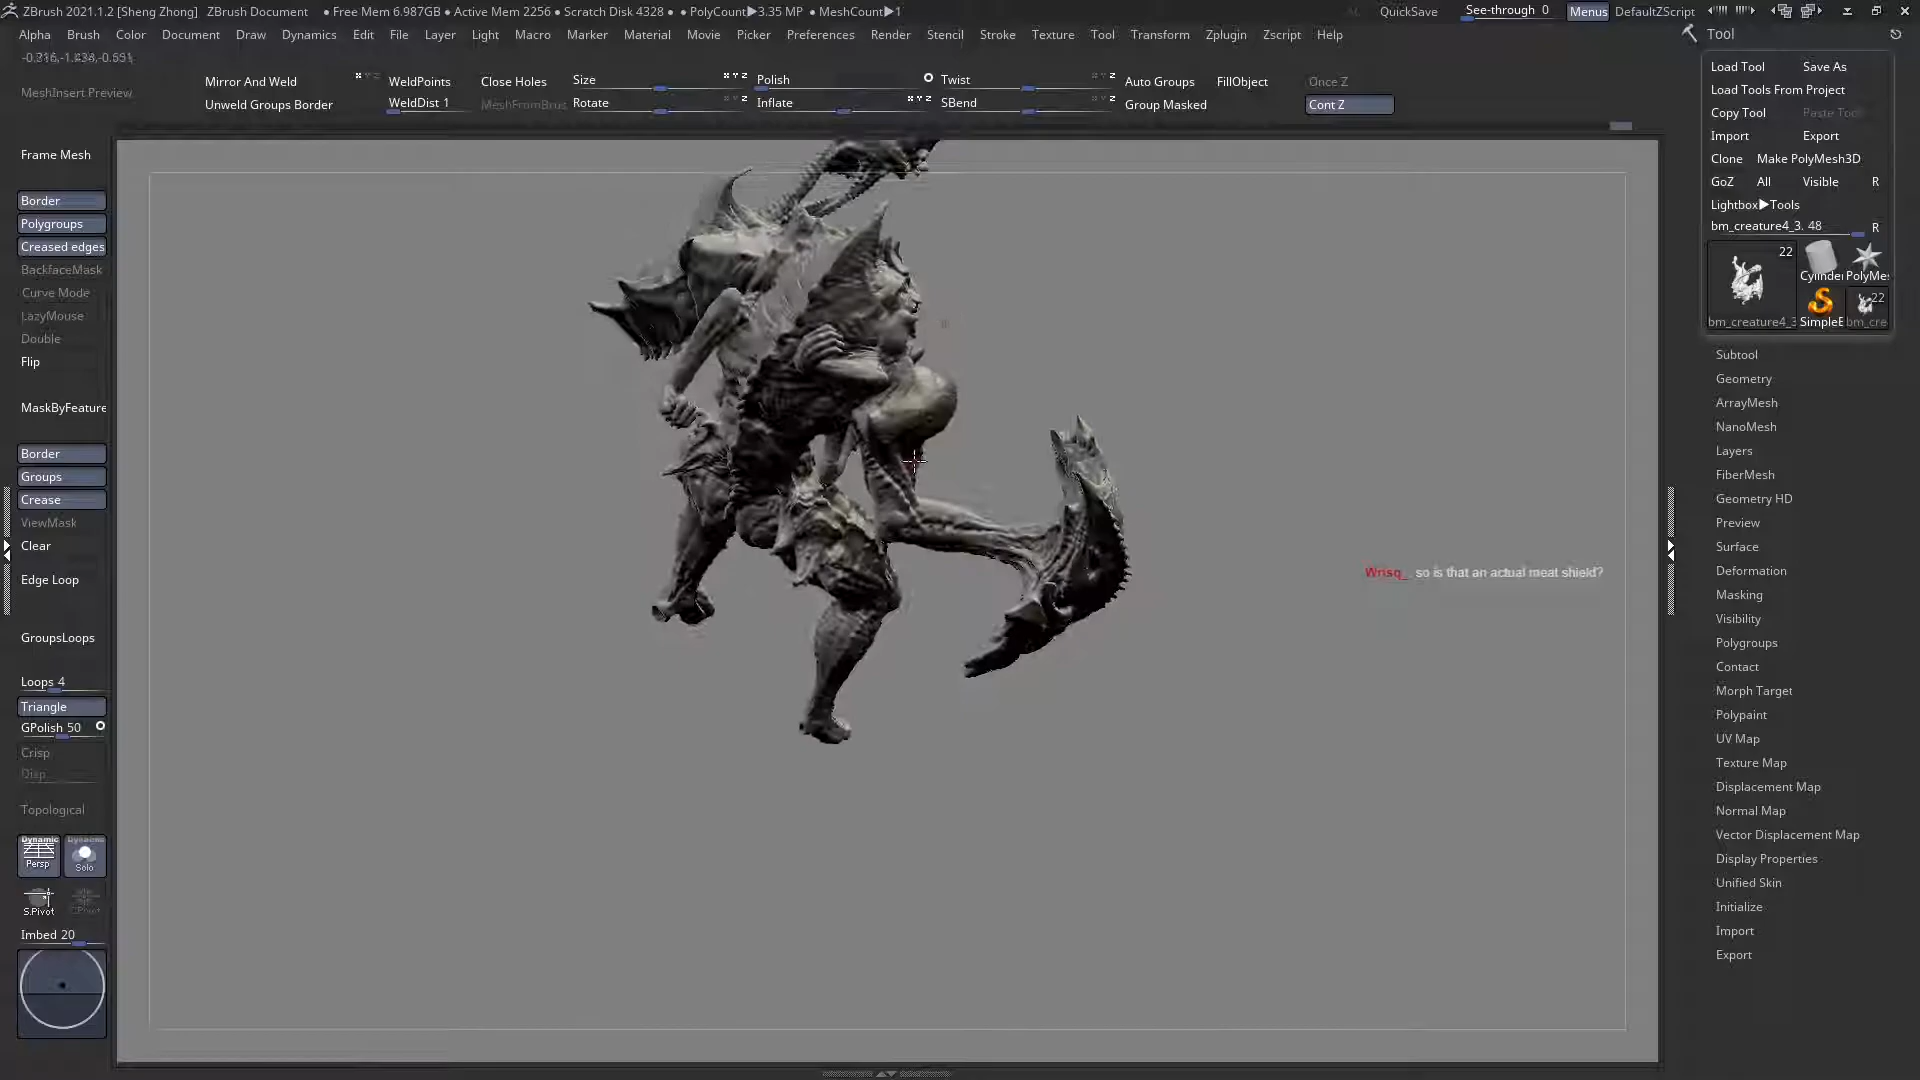 ZBrush 2021.1.2 [Sheng Zhong] ZBrush Document ● Free Mem 6.987GB ● Active Mem 2256 ● Scratch Disk 4328 ● ● PolyCount▶3.35 MP ● MeshCount▶1 QuickSave See-through 0 Menus DefaultZScript
Alpha Brush Color Document Draw Dynamics Edit File Layer Light Macro Marker Material Movie Picker Preferences Render Stencil Stroke Texture Tool Transform Zplugin Zscript Help
MeshInsert Preview
Mirror And Weld WeldPoints Close Holes Size Polish Twist Auto Groups FillObject Once Z
Unweld Groups Border WeldDist 1 MeshFromBrus Rotate Inflate SBend Group Masked Cont Z
Frame Mesh
Border
Polygroups
Creased edges
BackfaceMask
Curve Mode
LazyMouse
Double
Flip
MaskByFeature
Border
Groups
Crease
ViewMask
Clear
Edge Loop
GroupsLoops
Loops 4
Triangle
GPolish 50
Crisp
Disp
Topological
Dynamic
Persp
Solo
S.Pivot
Imbed 20
Wrisq_ so is that an actual meat shield?
Tool
Load Tool Save As
Load Tools From Project
Copy Tool Paste Too
Import Export
Clone Make PolyMesh3D
GoZ All Visible R
Lightbox▶Tools
bm_creature4_3. 48 R
22
Cylinder PolyMes
22
bm_creature4_3 SimpleE bm_cre
Subtool
Geometry
ArrayMesh
NanoMesh
Layers
FiberMesh
Geometry HD
Preview
Surface
Deformation
Masking
Visibility
Polygroups
Contact
Morph Target
Polypaint
UV Map
Texture Map
Displacement Map
Normal Map
Vector Displacement Map
Display Properties
Unified Skin
Initialize
Import
Export